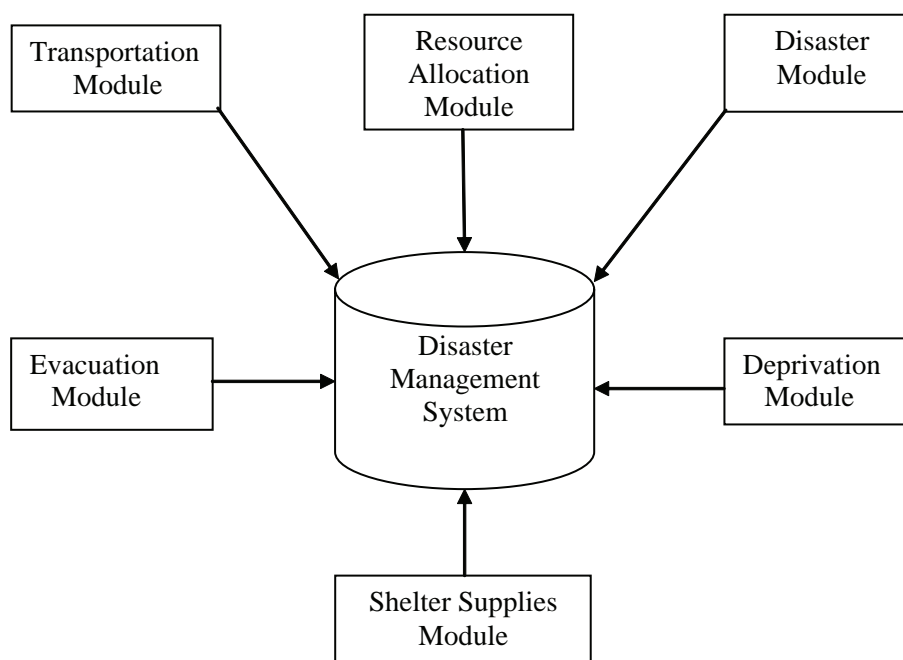 Transportation
Module
Resource
Allocation
Module
Disaster
Module
Disaster
Management
System
Evacuation
Module
Deprivation
Module
Shelter Supplies
Module